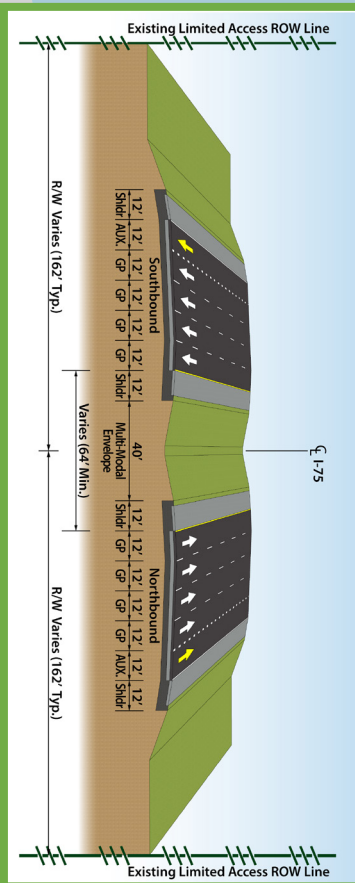 Existing Limited Access ROW Line
R/W Varies (162' Typ.)
12' 12' 12' 12' 12' 12' 12'
Shldr AUX. GP GP GP GP Shldr
Southbound
Varies (64' Min.)
40'
Multi-Modal
Envelope
℄ I-75
12' 12' 12' 12' 12' 12' 12'
Shldr GP GP GP GP AUX. Shldr
Northbound
R/W Varies (162' Typ.)
Existing Limited Access ROW Line